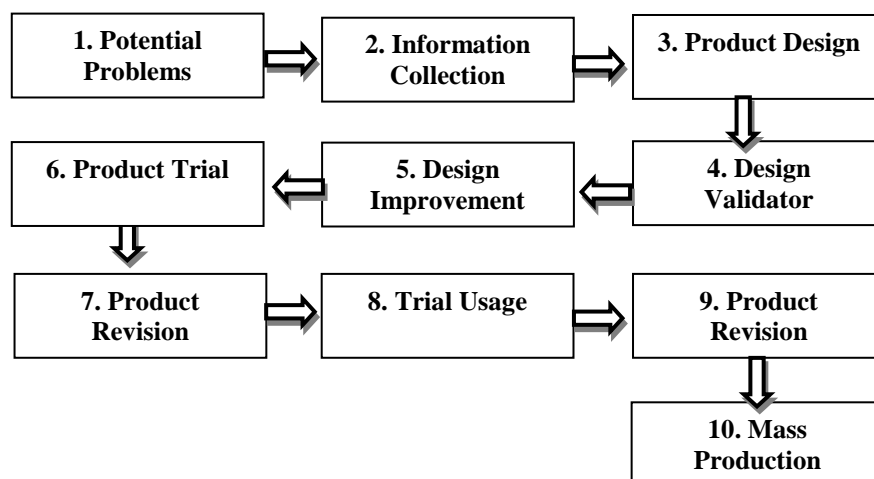 1. Potential
Problems
2. Information
Collection
3. Product Design
4. Design
Validator
5. Design
Improvement
6. Product Trial
7. Product
Revision
8. Trial Usage
9. Product
Revision
10. Mass
Production